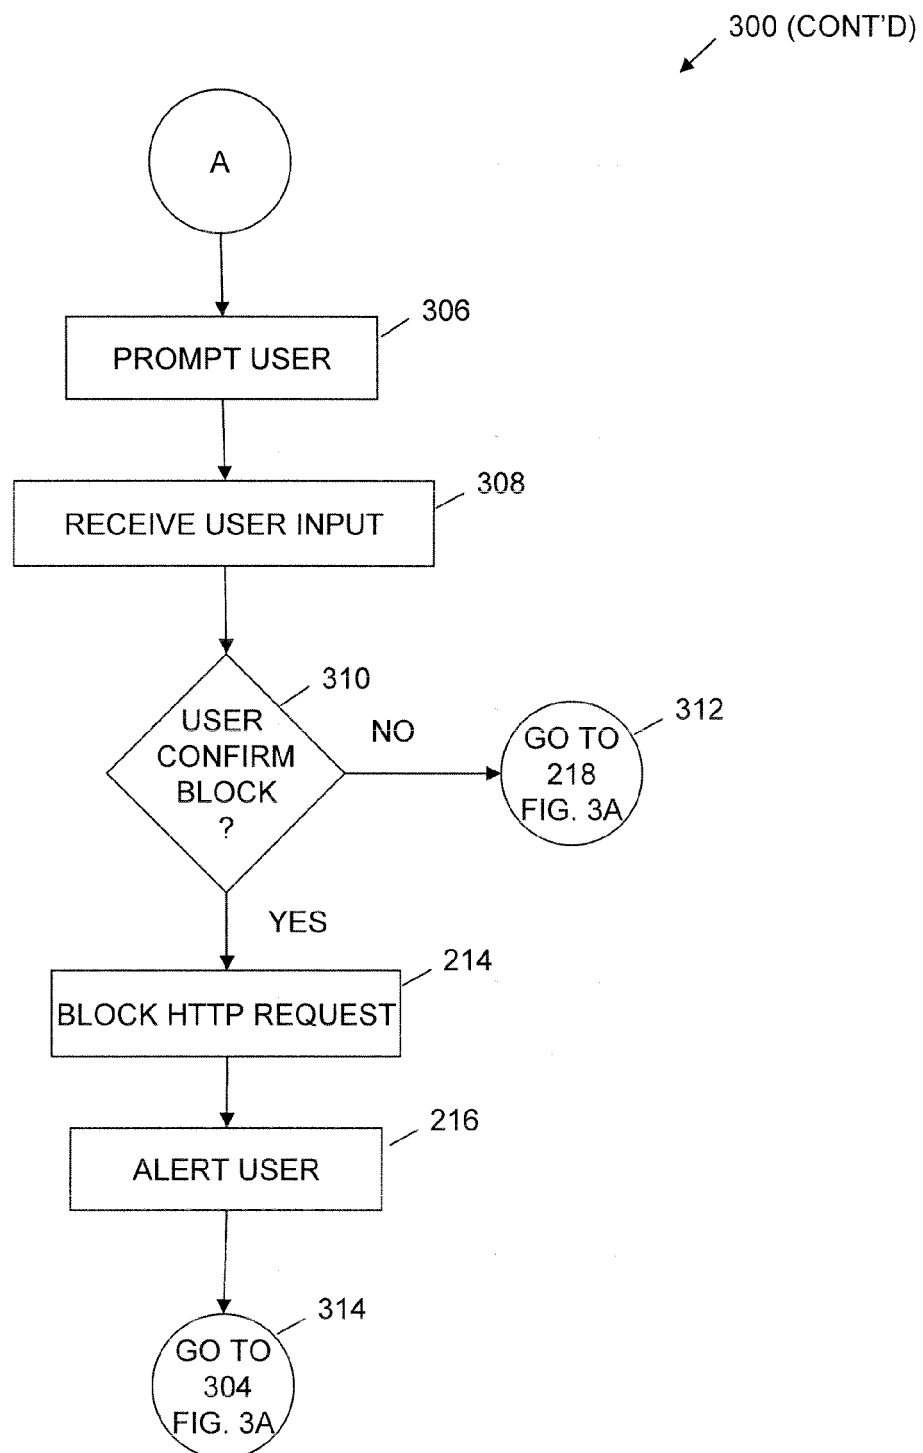 300 (CONT'D)
A
306
PROMPT USER
308
RECEIVE USER INPUT
310
USER
CONFIRM
BLOCK
?
NO
312
GO TO
218
FIG. 3A
YES
214
BLOCK HTTP REQUEST
216
ALERT USER
314
GO TO
304
FIG. 3A